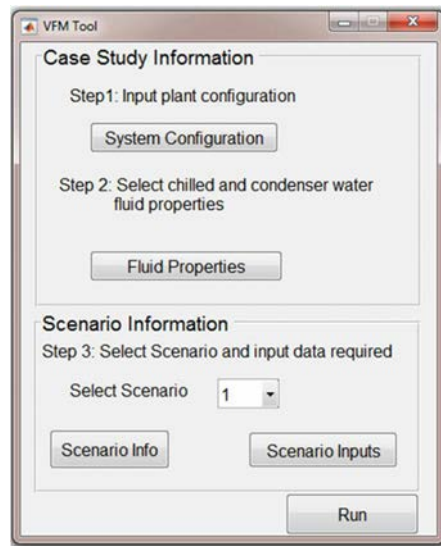 VFM Tool
Case Study Information
Step1: Input plant configuration
System Configuration
Step 2: Select chilled and condenser water
fluid properties
Fluid Properties
Scenario Information
Step 3: Select Scenario and input data required
Select Scenario 1
Scenario Info Scenario Inputs
Run